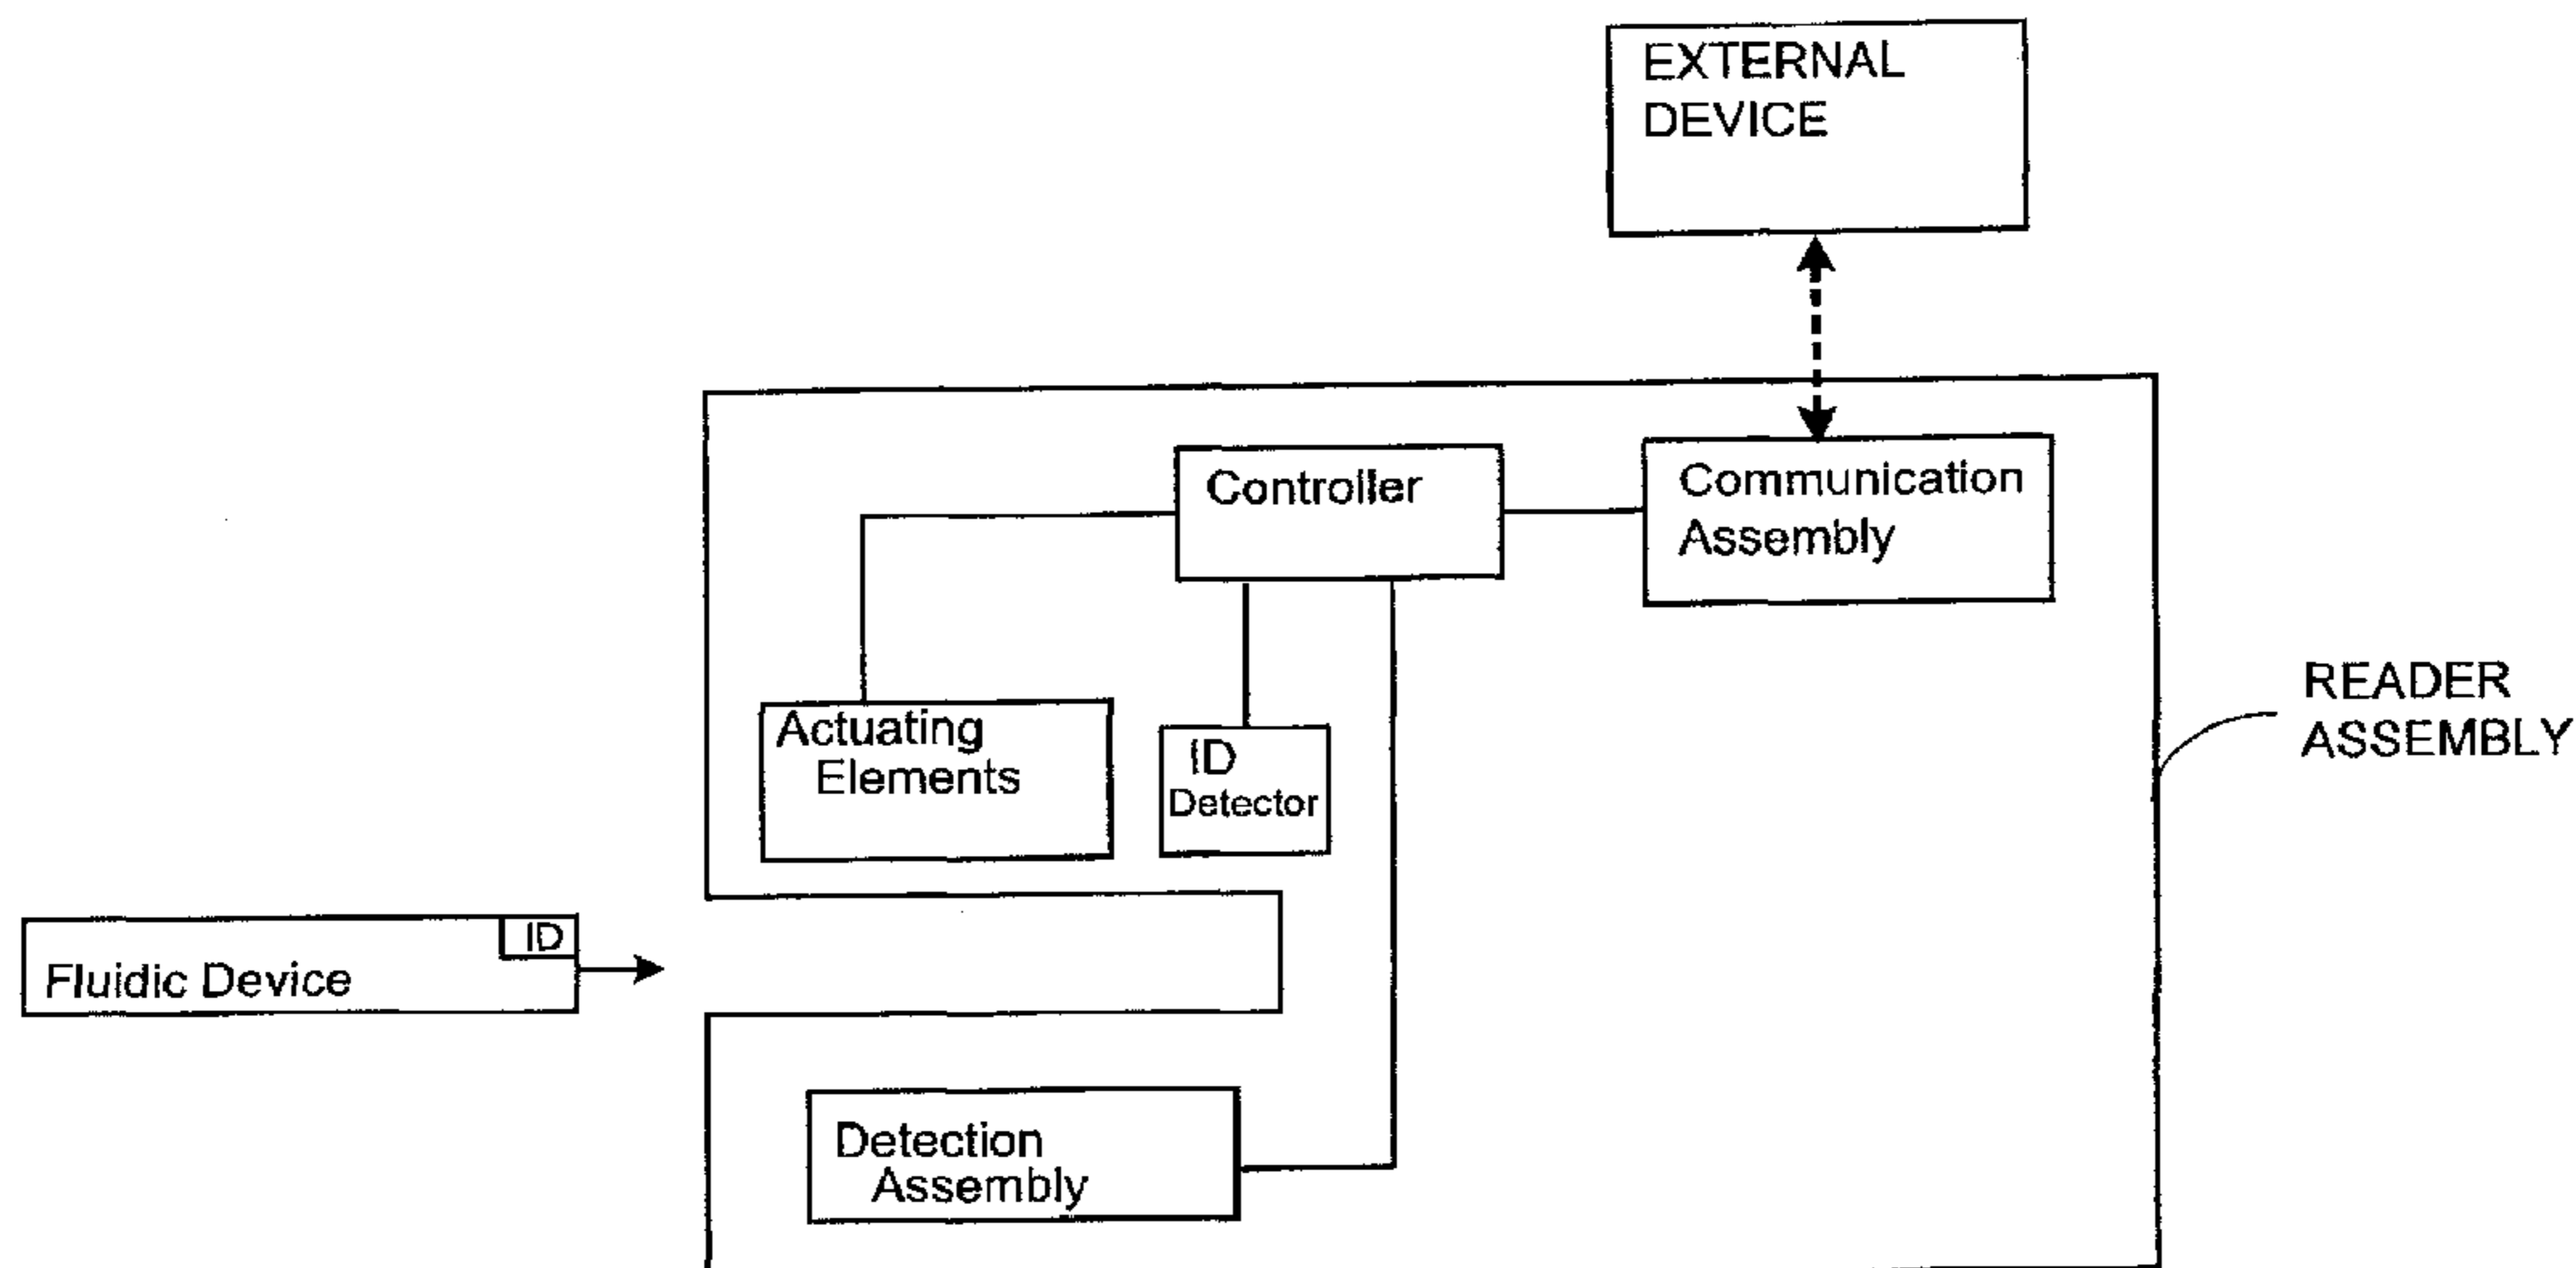 EXTERNAL
DEVICE
Controller
Communication
Assembly
READER
ASSEMBLY
Actuating
Elements
ID
Detector
ID
Fluidic Device
Detection
Assembly